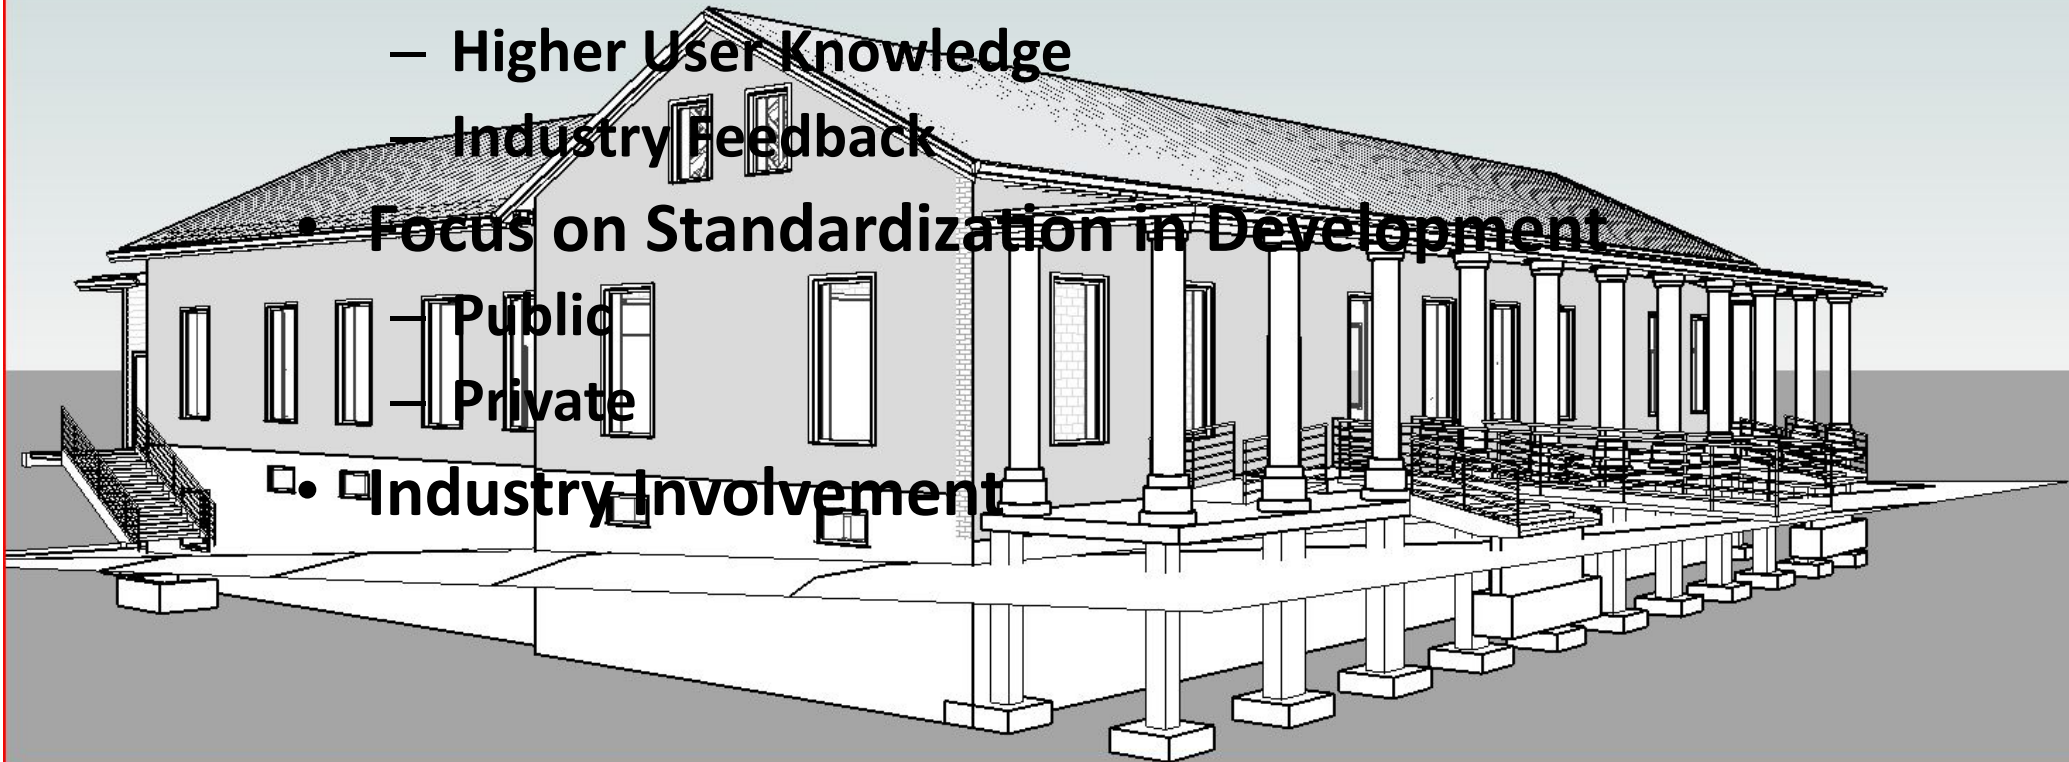 – Higher User Knowledge
– Industry Feedback
• Focus on Standardization in Development
– Public
– Private
• Industry Involvement